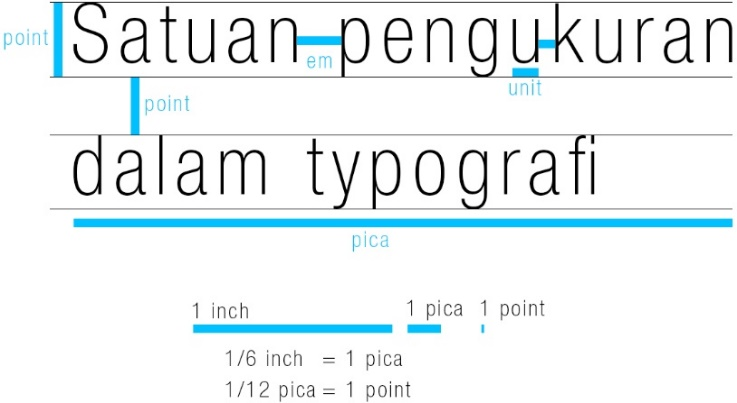 Satuan pengukuran
point
em
unit
point
dalam typografi
pica
1 inch 1 pica 1 point
1/6 inch = 1 pica
1/12 pica = 1 point